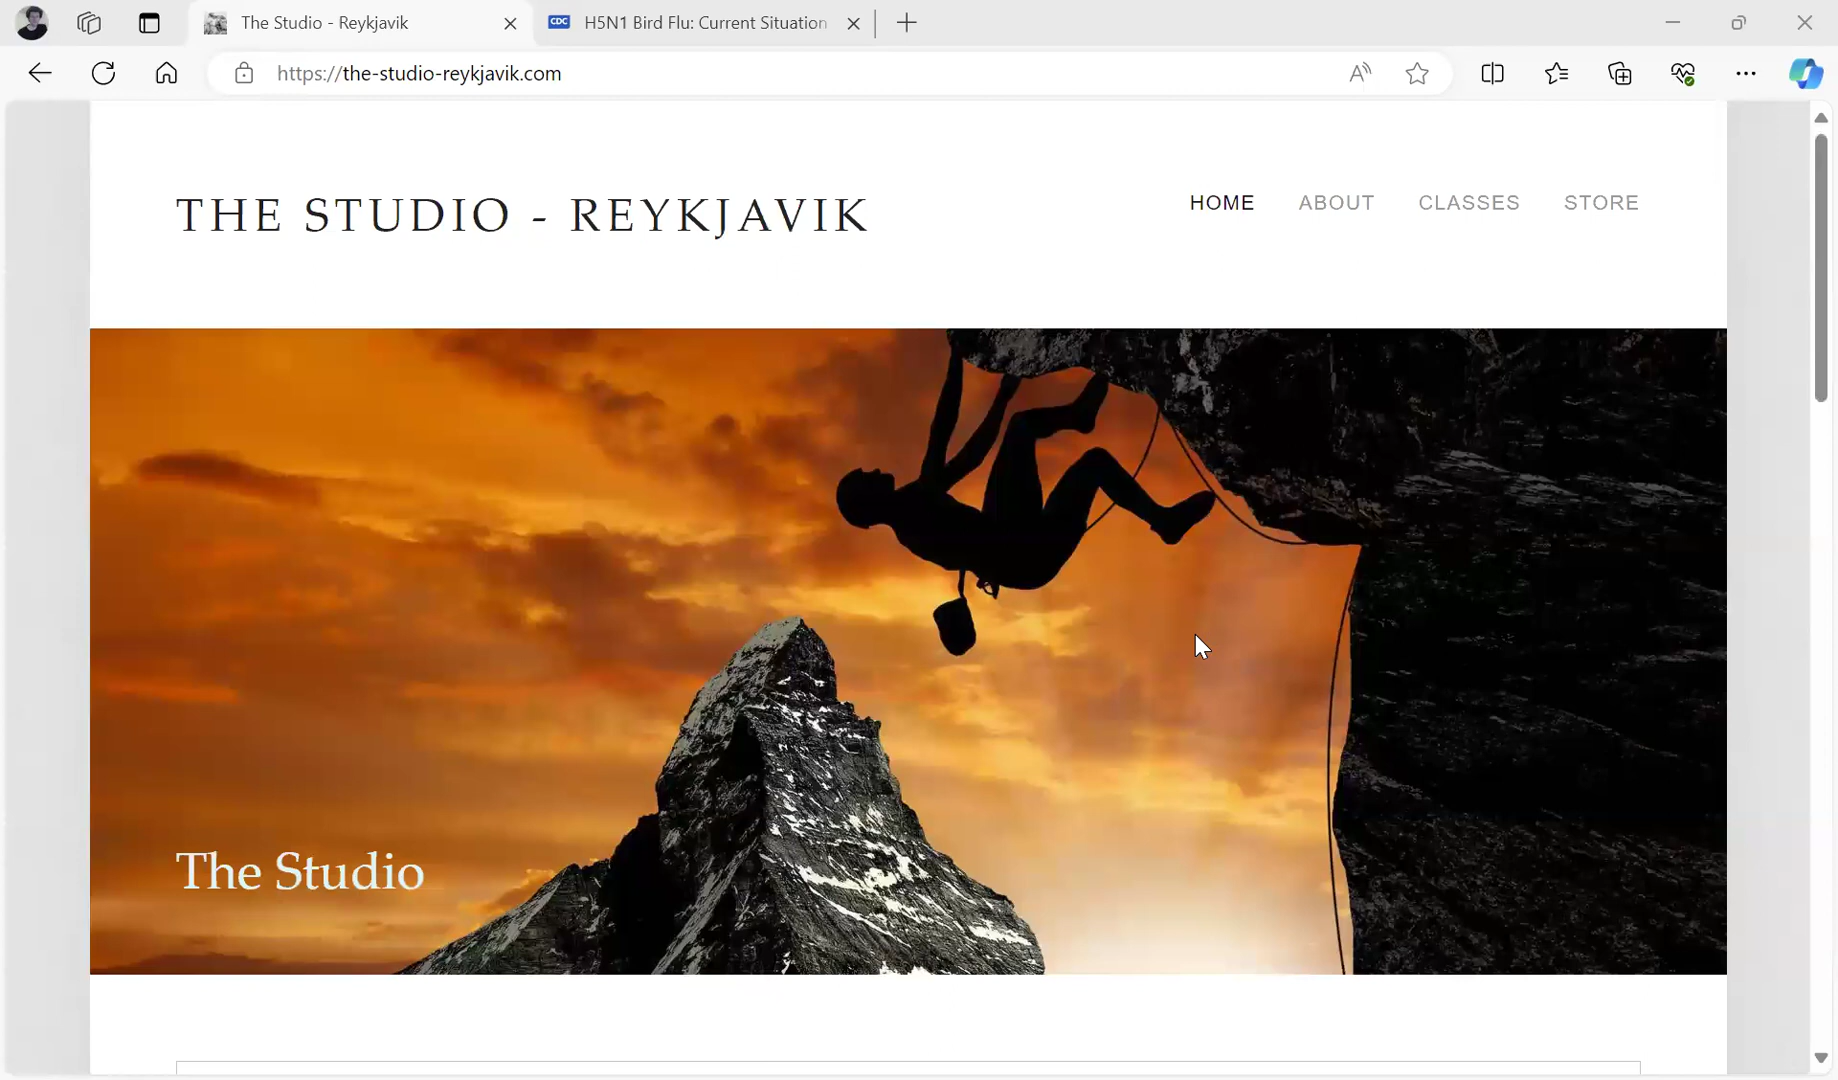 The Studio - Reykjavik
CDC H5N1 Bird Flu: Current Situation
https://the-studio-reykjavik.com
THE STUDIO - REYKJAVIK
HOME ABOUT CLASSES STORE
The Studio